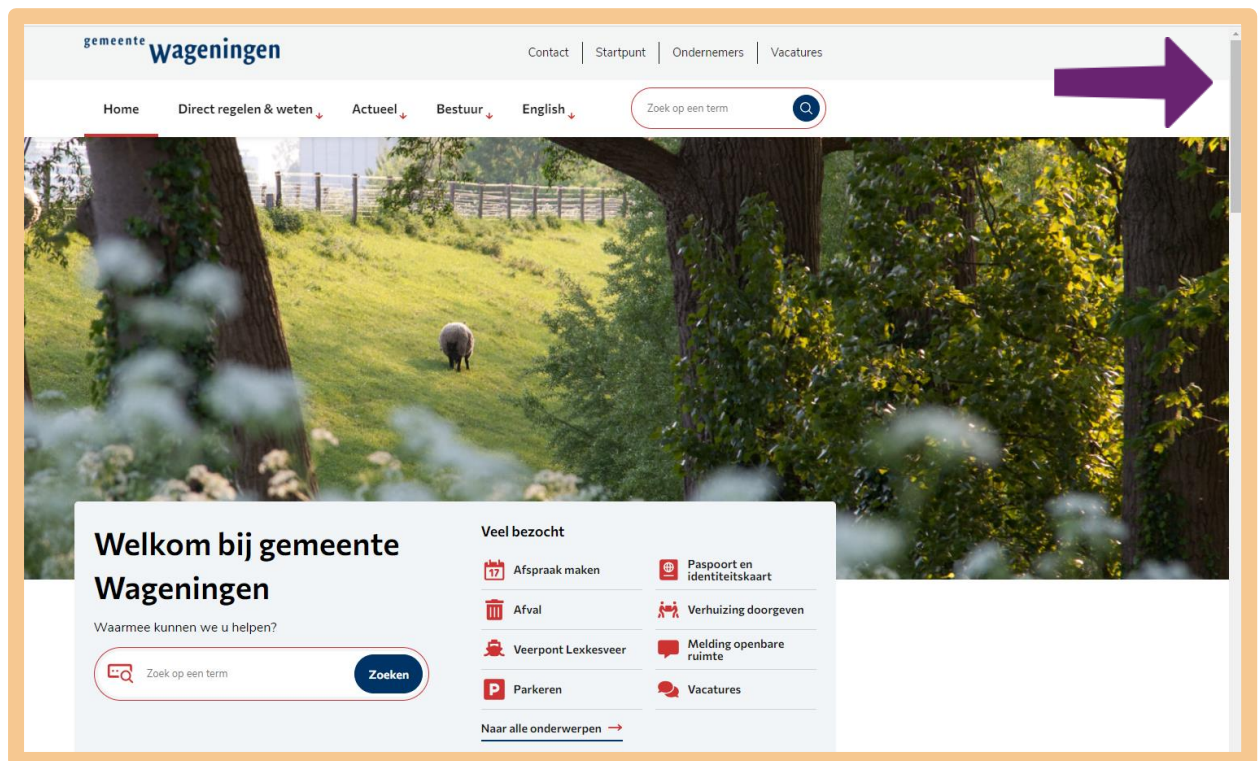 gemeente wageningen
Contact Startpunt Ondernemers Vacatures
Home Direct regelen & weten Actueel Bestuur English Zoek op een term
Welkom bij gemeente
Wageningen
Waarmee kunnen we u helpen?
Zoek op een term Zoeken
Veel bezocht
17 Afspraak maken
Paspoort en
identiteitskaart
Afval
Verhuizing doorgeven
Veerpont Lexkesveer
Melding openbare
ruimte
P Parkeren
Vacatures
Naar alle onderwerpen →